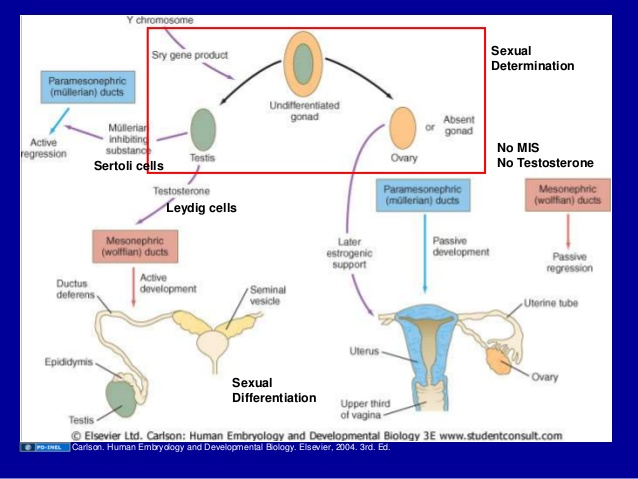 Y chromosome
Sry gene product
Sexual
Determination
Paramesonephric
(müllerian) ducts
Undifferentiated
gonad
Active
regression
Müllerian
inhibiting
substance
Sertoli cells
Testis
Ovary
or
Absent
gonad
No MIS
No Testosterone
Testosterone
Leydig cells
Paramesonephric
(müllerian) ducts
Mesonephric
(wolffian) ducts
Mesonephric
(wolffian) ducts
Later
estrogenic
support
Passive
development
Passive
regression
Active
development
Ductus
deferens
Seminal
vesicle
Uterine tube
Epididymis
Uterus
Ovary
Sexual
Differentiation
Testis
Upper third
of vagina
© Elsevier Ltd. Carlson: Human Embryology and Developmental Biology 3E www.studentconsult.com
PD-INEL
Carlson. Human Embryology and Developmental Biology. Elsevier, 2004. 3rd. Ed.